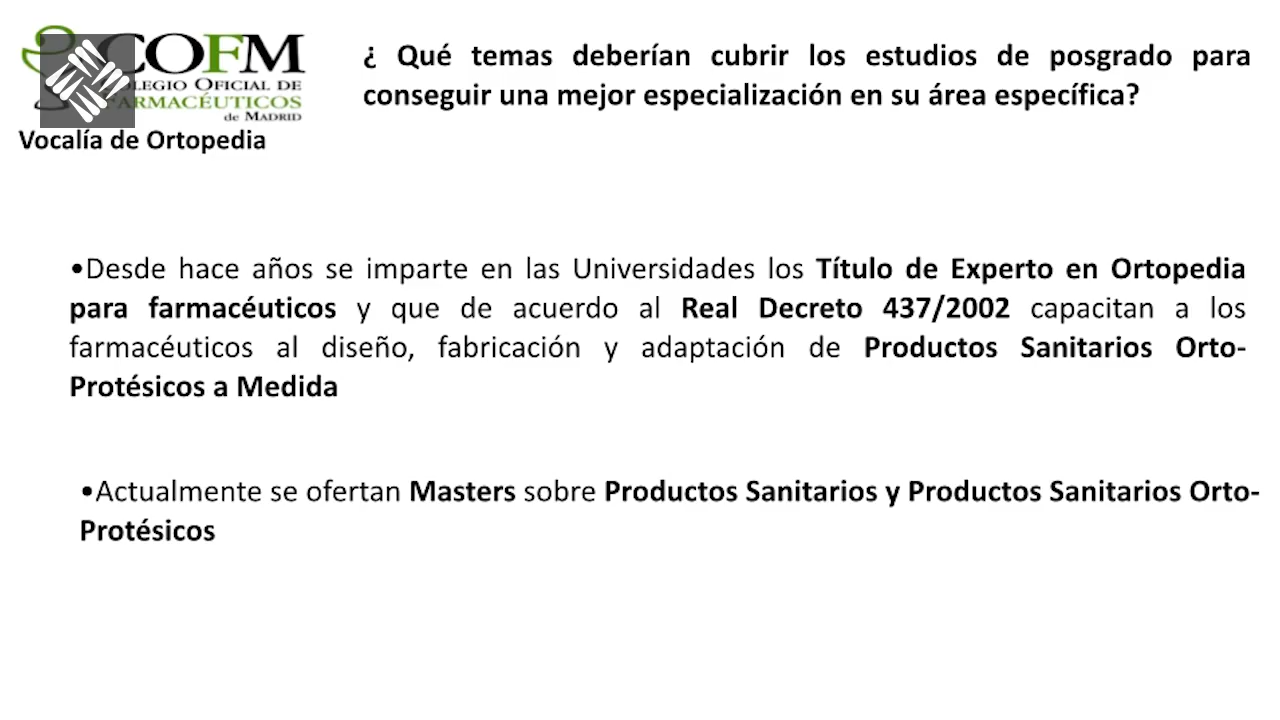 COFM
COLEGIO OFICIAL DE
FARMACÉUTICOS
de MADRID
Vocalía de Ortopedia
¿ Qué temas deberían cubrir los estudios de posgrado para
conseguir una mejor especialización en su área específica?
•Desde hace años se imparte en las Universidades los Título de Experto en Ortopedia
para farmacéuticos y que de acuerdo al Real Decreto 437/2002 capacitan a los
farmacéuticos al diseño, fabricación y adaptación de Productos Sanitarios Orto-
Protésicos a Medida
•Actualmente se ofertan Masters sobre Productos Sanitarios y Productos Sanitarios Orto-
Protésicos